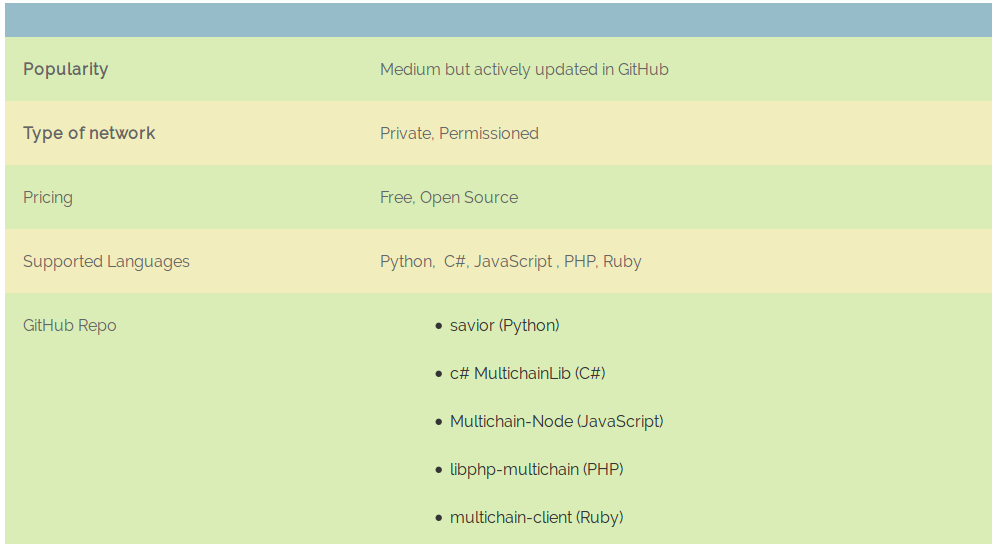 Popularity Medium but actively updated in GitHub
Type of network Private, Permissioned
Pricing Free, Open Source
Supported Languages Python,  C#, JavaScript , PHP, Ruby
GitHub Repo • savior (Python)
• c# MultichainLib (C#)
• Multichain-Node (JavaScript)
• libphp-multichain (PHP)
• multichain-client (Ruby)